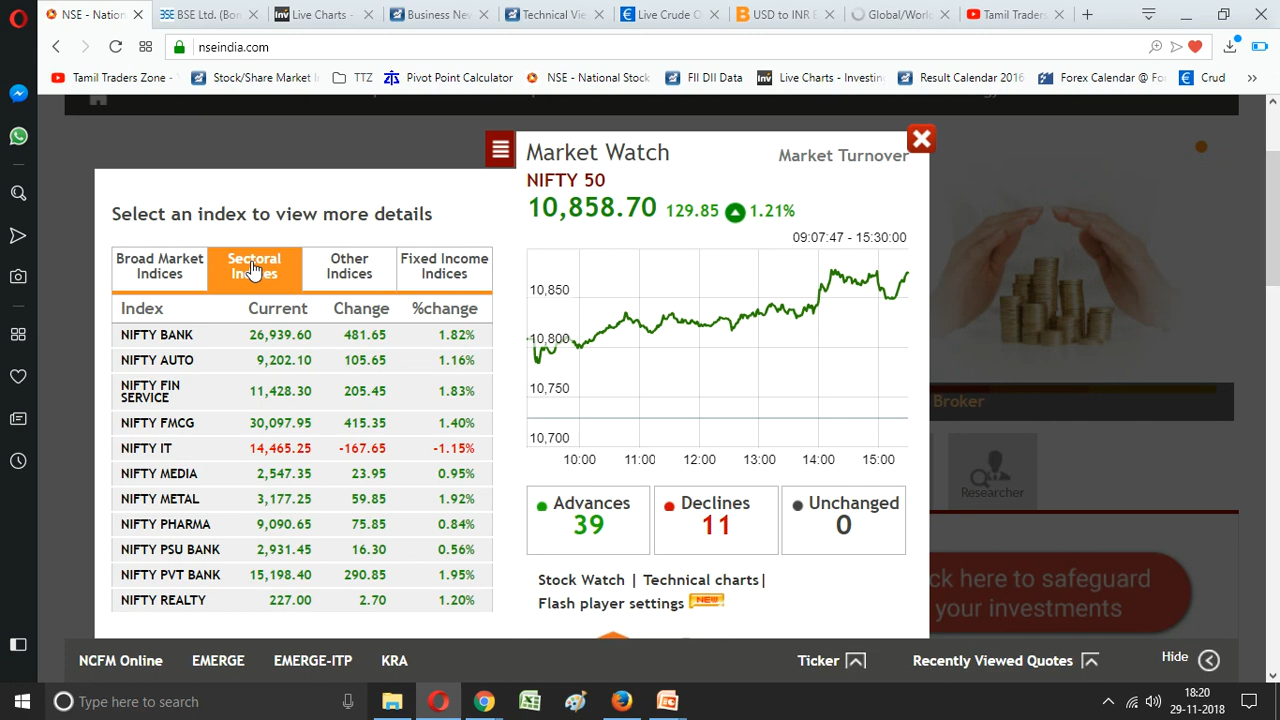 NSE - Nation
BSE Ltd. (Bon
Live Charts -
Business Nev
Technical Vie
Live Crude O
USD to INR E
Global/World
Tamil Traders
nseindia.com
Tamil Traders Zone -
Stock/Share Market I
TTZ
Pivot Point Calculator
NSE - National Stock
FII DII Data
Live Charts - Investin
Result Calendar 2016
Forex Calendar @ Fo
Crud
Market Watch
Market Turnover
NIFTY 50
10,858.70 129.85 1.21%
09:07:47 - 15:30:00
Select an index to view more details
Broad Market Indices
Sectoral Indices
Other Indices
Fixed Income Indices
Index Current Change %change
NIFTY BANK 26,939.60 481.65 1.82%
NIFTY AUTO 9,202.10 105.65 1.16%
NIFTY FIN SERVICE 11,428.30 205.45 1.83%
NIFTY FMCG 30,097.95 415.35 1.40%
NIFTY IT 14,465.25 -167.65 -1.15%
NIFTY MEDIA 2,547.35 23.95 0.95%
NIFTY METAL 3,177.25 59.85 1.92%
NIFTY PHARMA 9,090.65 75.85 0.84%
NIFTY PSU BANK 2,931.45 16.30 0.56%
NIFTY PVT BANK 15,198.40 290.85 1.95%
NIFTY REALTY 227.00 2.70 1.20%
10,850
10,800
10,750
10,700
10:00 11:00 12:00 13:00 14:00 15:00
Advances
39
Declines
11
Unchanged
0
Stock Watch | Technical charts|
Flash player settings NEW
Broker
Researcher
ck here to safeguard
your investments
NCFM Online EMERGE EMERGE-ITP KRA
Ticker
Recently Viewed Quotes
Hide
Type here to search
18:20
29-11-2018